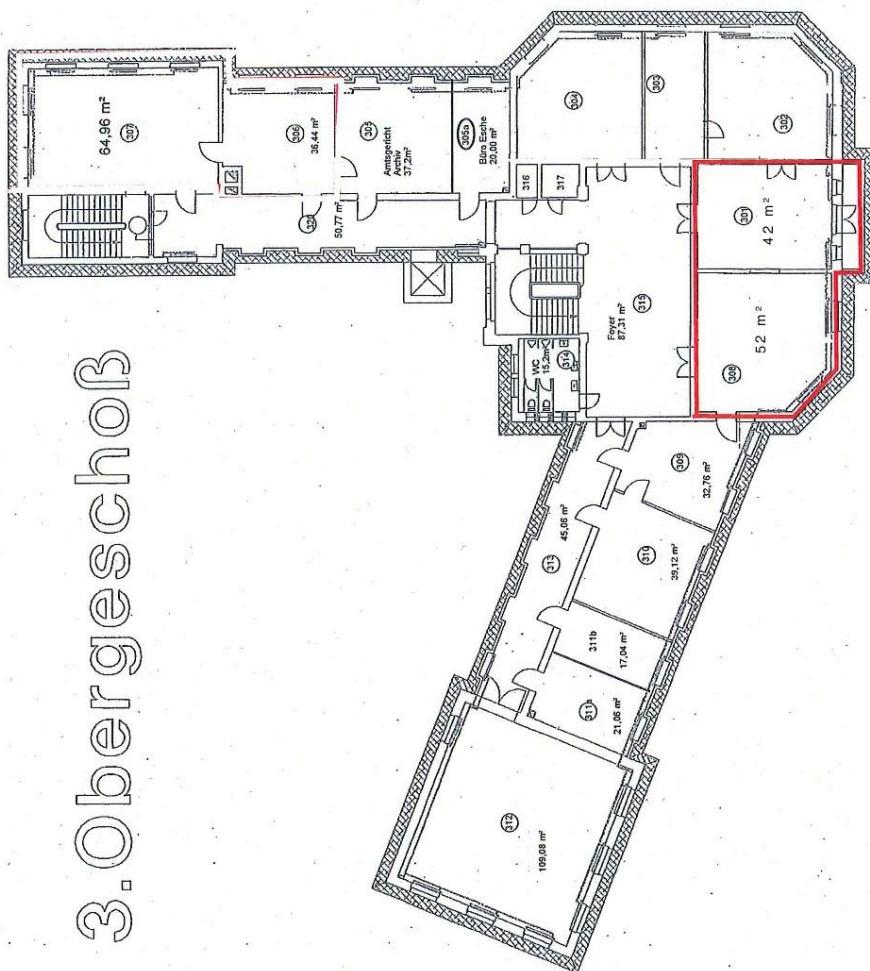 3.Obergeschoß
64,96 m²
307
306
36,44 m²
305
Amtsgericht
Archiv
37,2m²
305a
Büro Esche
20,00 m²
304
303
302
316
317
50,77 m²
301
42 m²
Foyer
87,31 m²
315
52 m²
308
WC
15,2m²
314
309
32,76 m²
45,06 m²
313
310
39,12 m²
311b
17,04 m²
311a
21,06 m²
312
109,08 m²